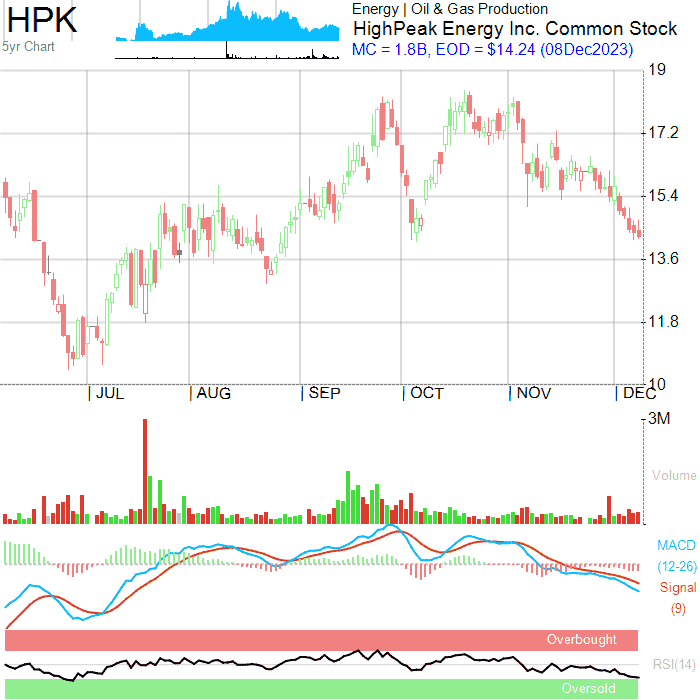 HPK
5yr Chart
Energy | Oil & Gas Production
HighPeak Energy Inc. Common Stock
MC = 1.8B, EOD = $14.24 (08Dec2023)
19
17.2
15.4
13.6
11.8
10
JUL
AUG
SEP
OCT
NOV
DEC
3M
Volume
MACD
(12-26)
Signal
(9)
Overbought
RSI(14)
Oversold